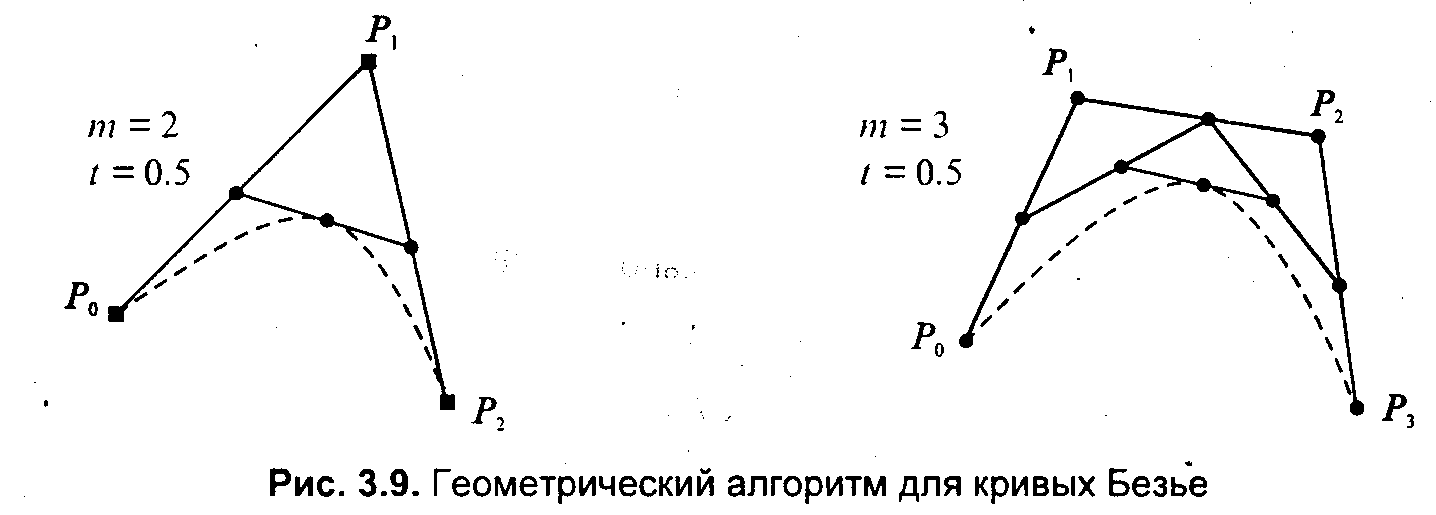 P₁
m = 2
t = 0.5
P₀
P₂
P₁
P₂
m = 3
t = 0.5
P₀
P₃
Рис. 3.9. Геометрический алгоритм для кривых Безье